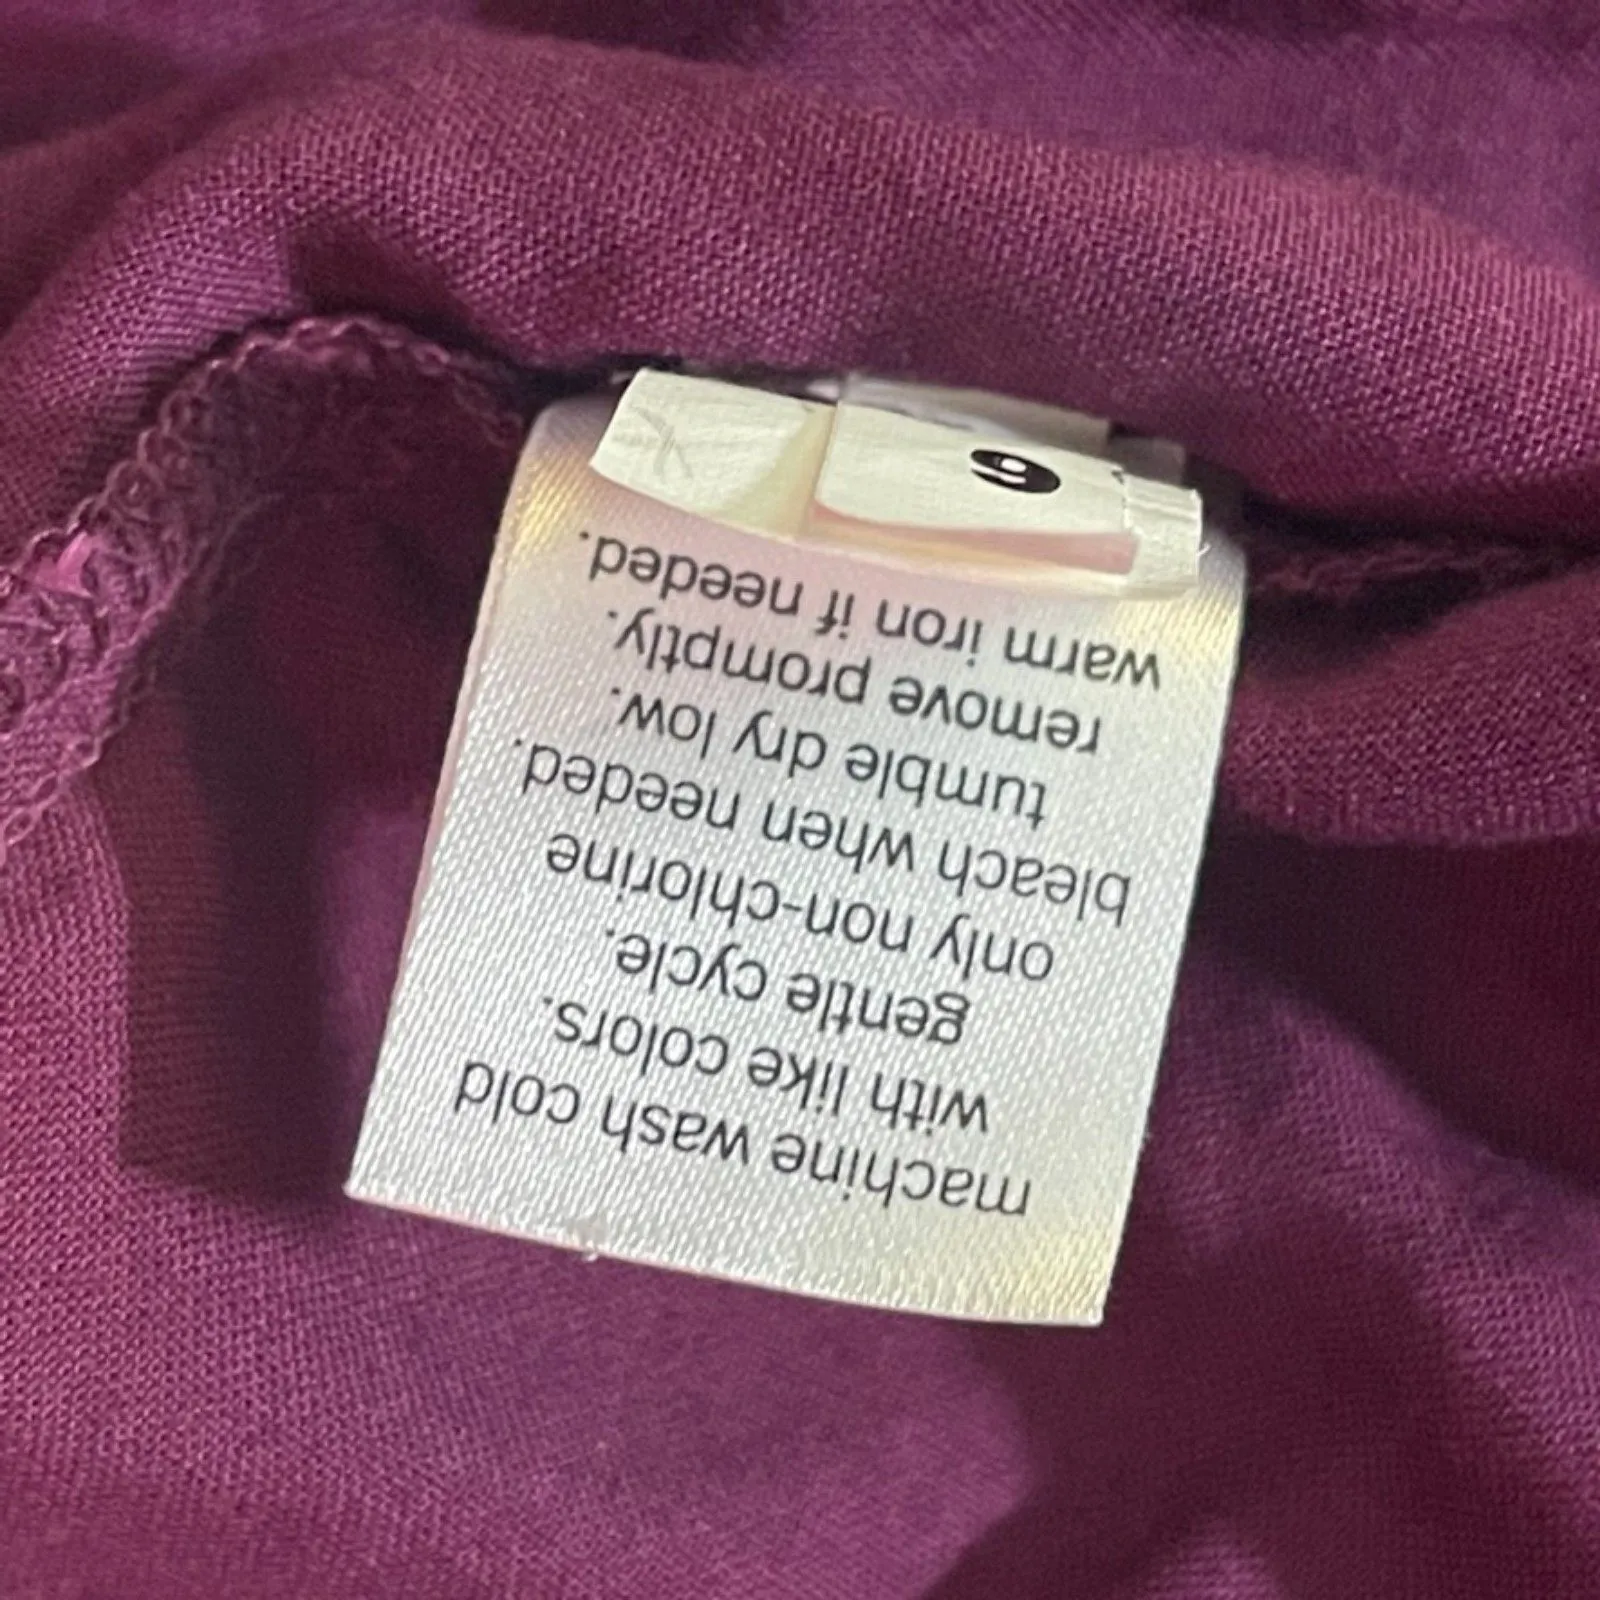 machine wash cold
with like colors.
gentle cycle.
only non-chlorine
bleach when needed.
tumble dry low.
remove promptly.
warm iron if needed.